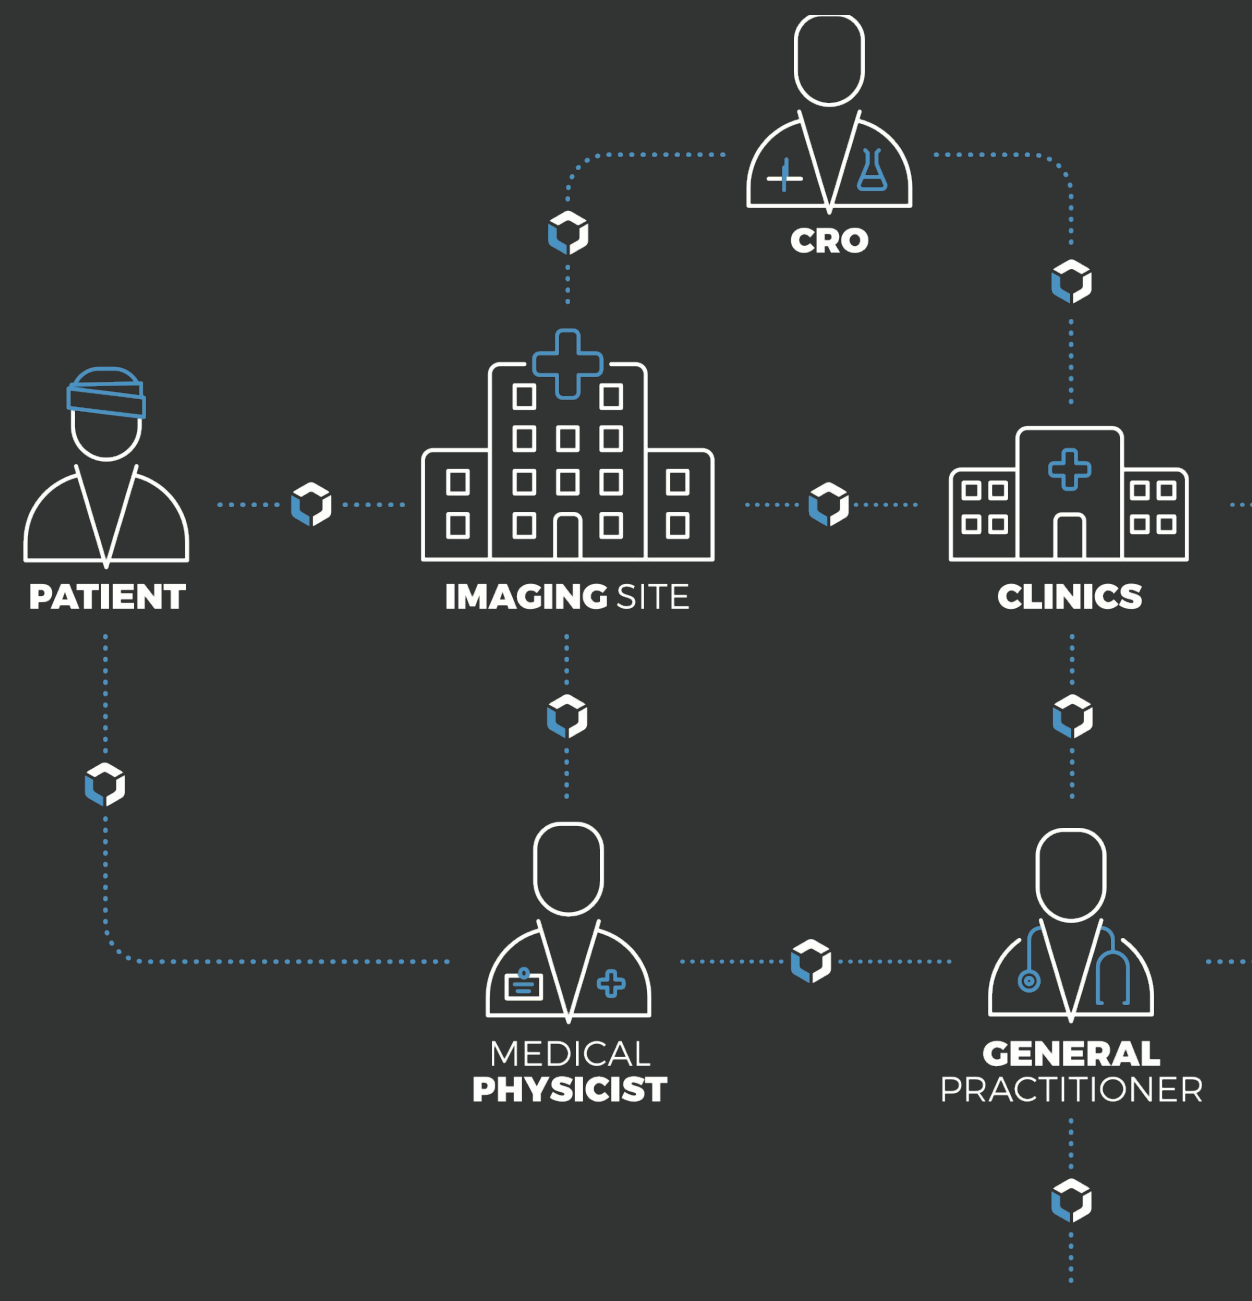 CRO
PATIENT
IMAGING SITE
CLINICS
MEDICAL
PHYSICIST
GENERAL
PRACTITIONER